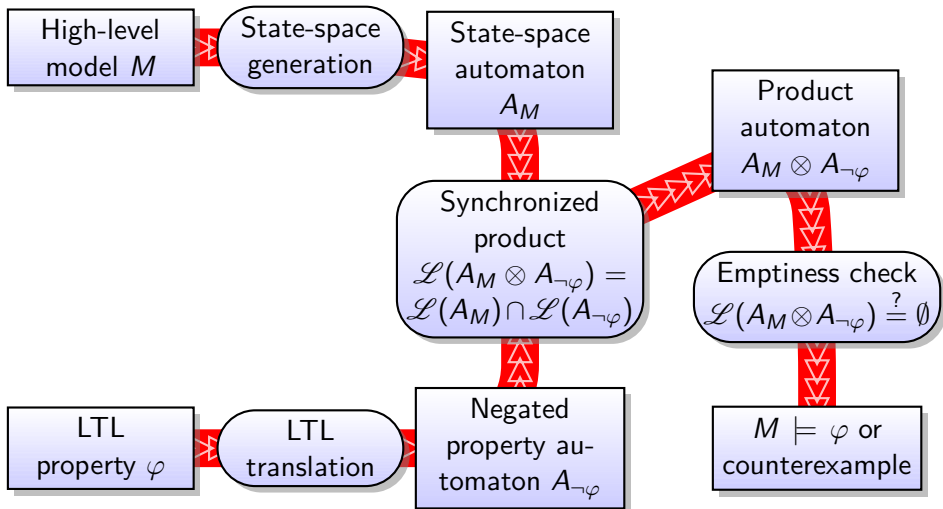 High-level
model M
State-space
generation
State-space
automaton
A_M
Product
automaton
A_M ⊗ A_¬φ
Synchronized
product
ℒ(A_M ⊗ A_¬φ) =
ℒ(A_M) ∩ ℒ(A_¬φ)
Emptiness check
ℒ(A_M ⊗ A_¬φ) ≟ ∅
LTL
property φ
LTL
translation
Negated
property au-
tomaton A_¬φ
M ⊨ φ or
counterexample